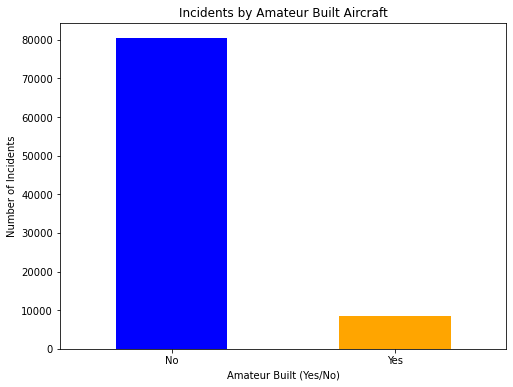 Incidents by Amateur Built Aircraft
80000
70000
60000
50000
40000
30000
20000
10000
0
Number of Incidents
No
Yes
Amateur Built (Yes/No)